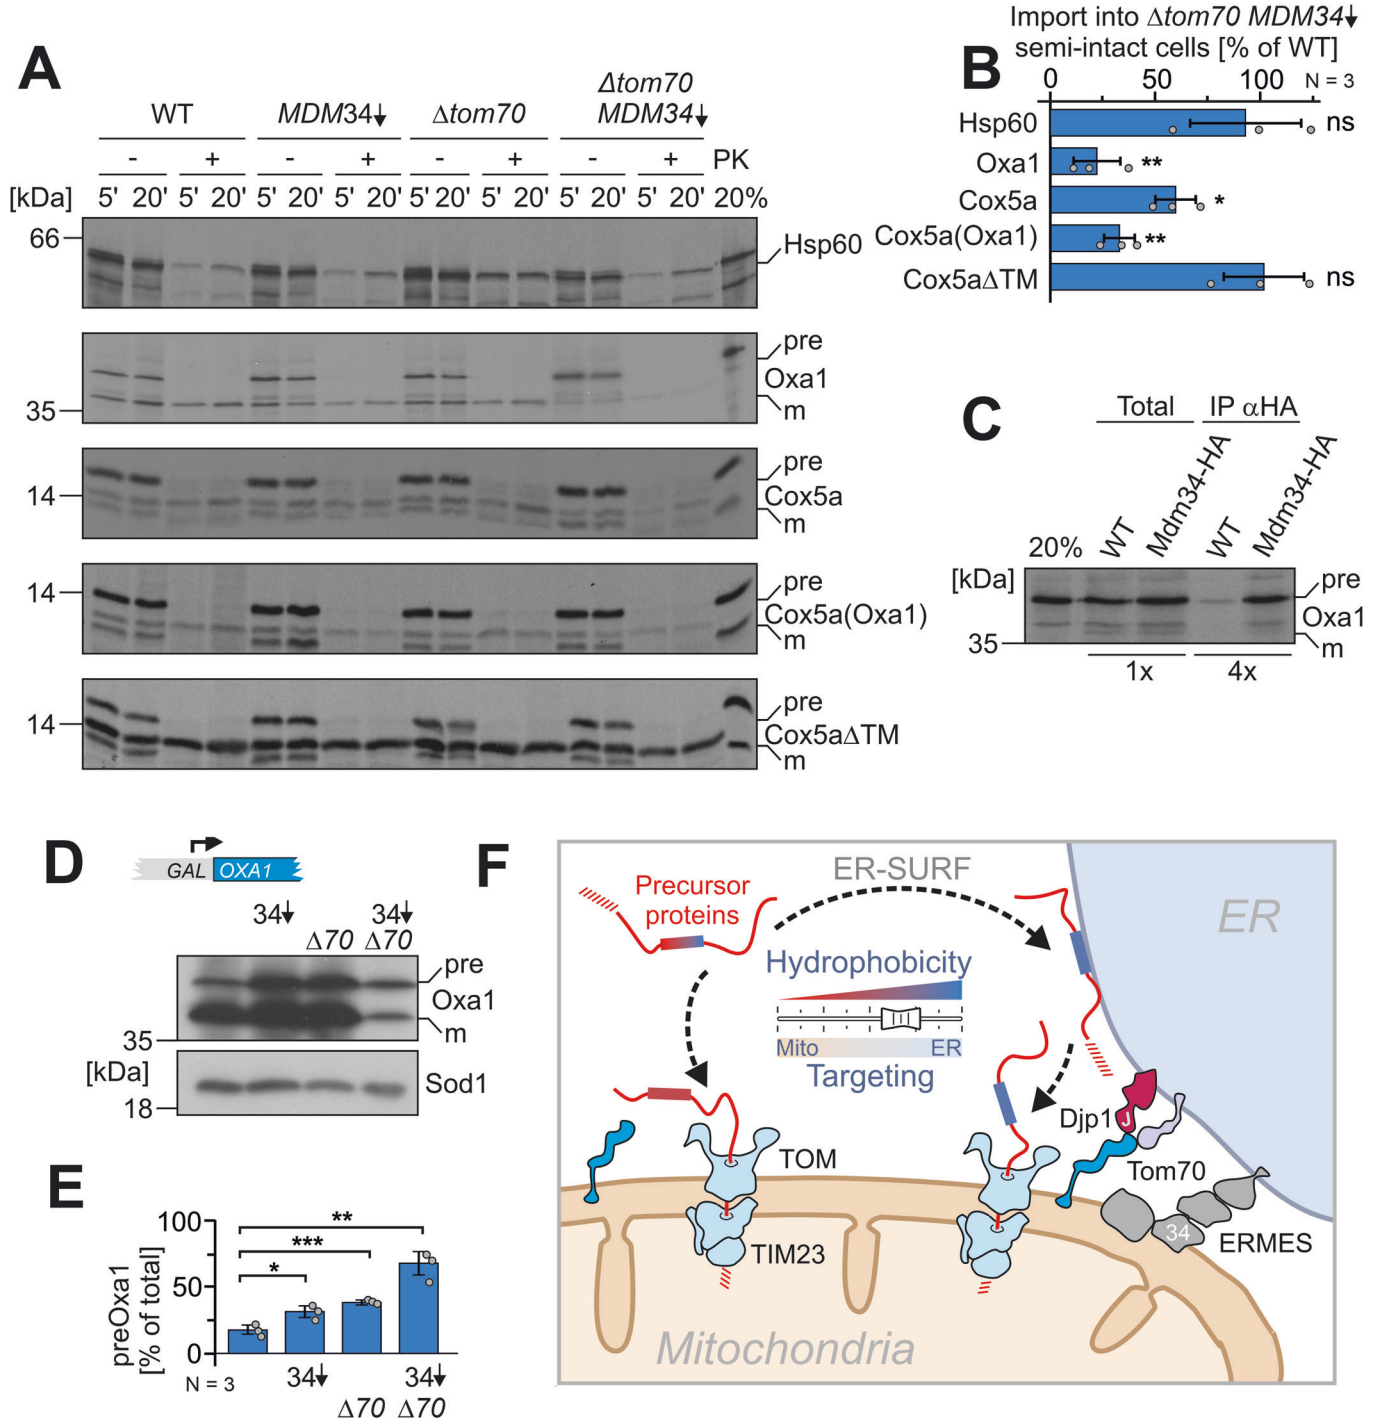 A
WT MDM34↓ Δtom70 Δtom70
MDM34↓
- + - + - + - + PK
[kDa] 5' 20' 5' 20' 5' 20' 5' 20' 5' 20' 5' 20' 5' 20' 5' 20' 20%
66
Hsp60
pre
Oxa1
35
m
pre
14
Cox5a
m
14
pre
Cox5a(Oxa1)
m
pre
14
Cox5aΔTM
m
B
Import into Δtom70 MDM34↓
semi-intact cells [% of WT]
0 50 100 N = 3
Hsp60 ns
Oxa1 **
Cox5a *
Cox5a(Oxa1) **
Cox5aΔTM ns
C
Total IP αHA
20% WT Mdm34-HA WT Mdm34-HA
[kDa]
pre
Oxa1
35
m
1x 4x
D
GAL OXA1
34↓ Δ70 34↓
Δ70
pre
Oxa1
m
35
[kDa]
Sod1
18
E
preOxa1
[% of total]
100
50
0
* *** **
N = 3
34↓ Δ70 34↓
Δ70
F
ER-SURF
Precursor
proteins
ER
Hydrophobicity
Mito ER
Targeting
Djp1
J
TOM
Tom70
34
ERMES
TIM23
Mitochondria